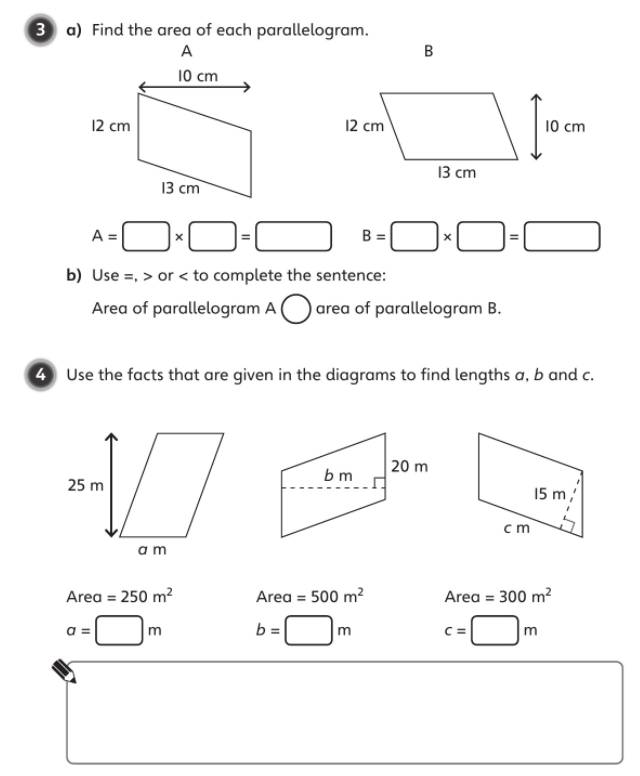 3 a) Find the area of each parallelogram.
A B
10 cm
12 cm 12 cm 10 cm
13 cm 13 cm
A = × = B = × =
b) Use =, > or < to complete the sentence:
Area of parallelogram A area of parallelogram B.
4 Use the facts that are given in the diagrams to find lengths a, b and c.
25 m b m 20 m 15 m
a m c m
Area = 250 m² Area = 500 m² Area = 300 m²
a = m b = m c = m